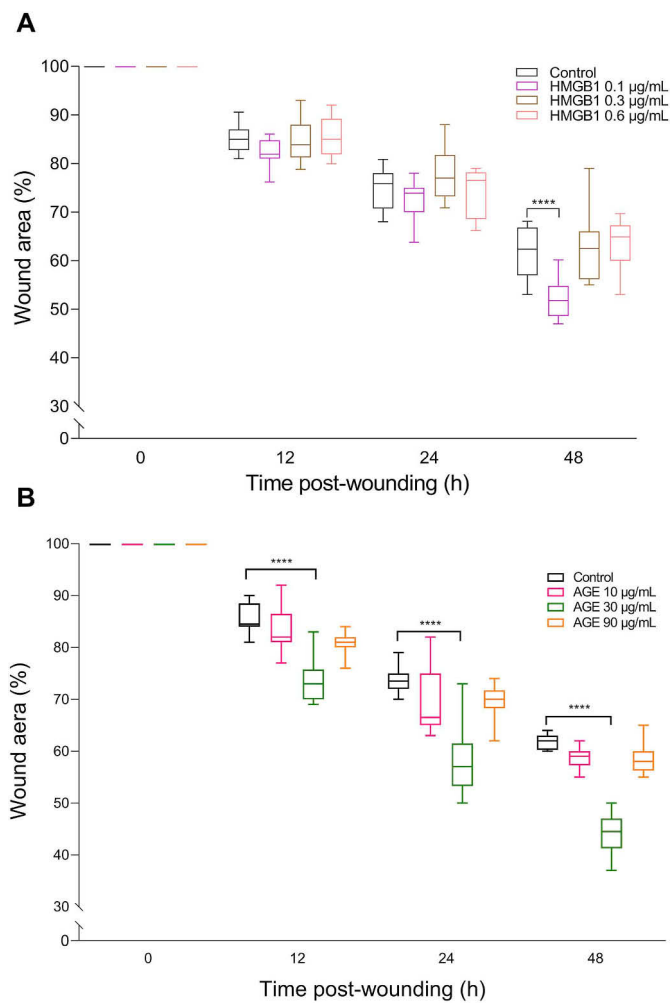 A
Control
HMGB1 0.1 µg/mL
HMGB1 0.3 µg/mL
HMGB1 0.6 µg/mL
100
90
80
70
60
50
40
30
0
Wound area (%)
****
0 12 24 48
Time post-wounding (h)
B
Control
AGE 10 µg/mL
AGE 30 µg/mL
AGE 90 µg/mL
100
90
80
70
60
50
40
30
0
Wound aera (%)
****
****
****
0 12 24 48
Time post-wounding (h)